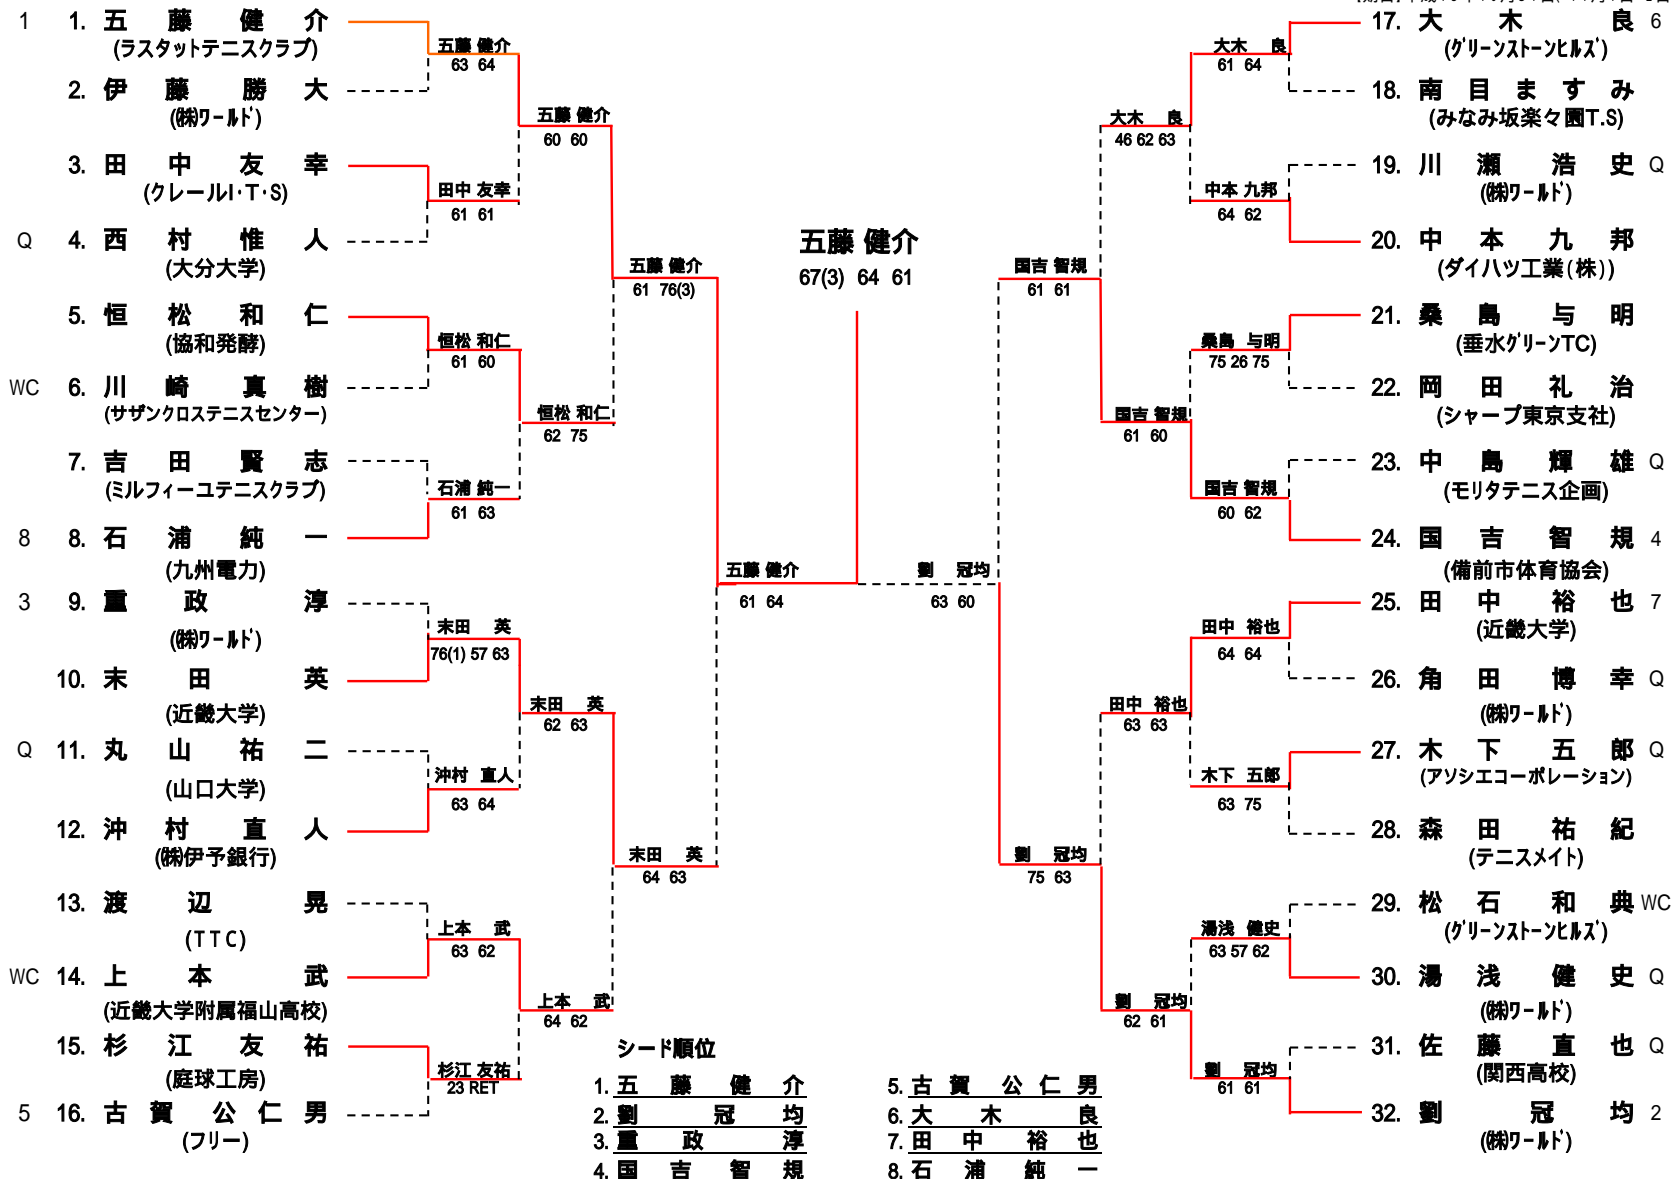 1 1. 五藤健介
(ラスタットテニスクラブ)
2. 伊藤勝大
(㈱ワールド)
3. 田中友幸
(クレールI・T・S)
Q 4. 西村惟人
(大分大学)
5. 恒松和仁
(協和発酵)
WC 6. 川崎真樹
(サザンクロステニスセンター)
7. 吉田賢志
(ミルフィーユテニスクラブ)
8 8. 石浦純一
(九州電力)
3 9. 重政淳
(㈱ワールド)
10. 末田英
(近畿大学)
Q 11. 丸山祐二
(山口大学)
12. 沖村直人
(㈱伊予銀行)
13. 渡辺晃
(TTC)
WC 14. 上本武
(近畿大学附属福山高校)
15. 杉江友祐
(庭球工房)
5 16. 古賀公仁男
(フリー)
五藤 健介
63 64
田中 友幸
61 61
恒松 和仁
61 60
石浦 純一
61 63
末田 英
76(1) 57 63
沖村 直人
63 64
上本 武
63 62
杉江 友祐
23 RET
五藤 健介
60 60
恒松 和仁
62 75
末田 英
62 63
上本 武
64 62
五藤 健介
61 76(3)
末田 英
64 63
五藤 健介
61 64
五藤 健介
67(3) 64 61
劉 冠均
63 60
国吉 智規
61 61
劉 冠均
75 63
大木 良
46 62 63
国吉 智規
61 60
田中 裕也
63 63
劉 冠均
62 61
大木 良
61 64
中本 九邦
64 62
桑島 与明
75 26 75
国吉 智規
60 62
田中 裕也
64 64
木下 五郎
63 75
湯浅 健史
63 57 62
劉 冠均
61 61
17. 大木良 6
(グリーンストーンヒルズ)
18. 南目ますみ
(みなみ坂楽々園T.S)
19. 川瀬浩史 Q
(㈱ワールド)
20. 中本九邦
(ダイハツ工業(株))
21. 桑島与明
(垂水グリーンTC)
22. 岡田礼治
(シャープ東京支社)
23. 中島輝雄 Q
(モリタテニス企画)
24. 国吉智規 4
(備前市体育協会)
25. 田中裕也 7
(近畿大学)
26. 角田博幸 Q
(㈱ワールド)
27. 木下五郎 Q
(アソシエコーポレーション)
28. 森田祐紀
(テニスメイト)
29. 松石和典 WC
(グリーンストーンヒルズ)
30. 湯浅健史 Q
(㈱ワールド)
31. 佐藤直也 Q
(関西高校)
32. 劉冠均 2
(㈱ワールド)
シード順位
1. 五藤健介
2. 劉冠均
3. 重政淳
4. 国吉智規
5. 古賀公仁男
6. 大木良
7. 田中裕也
8. 石浦純一